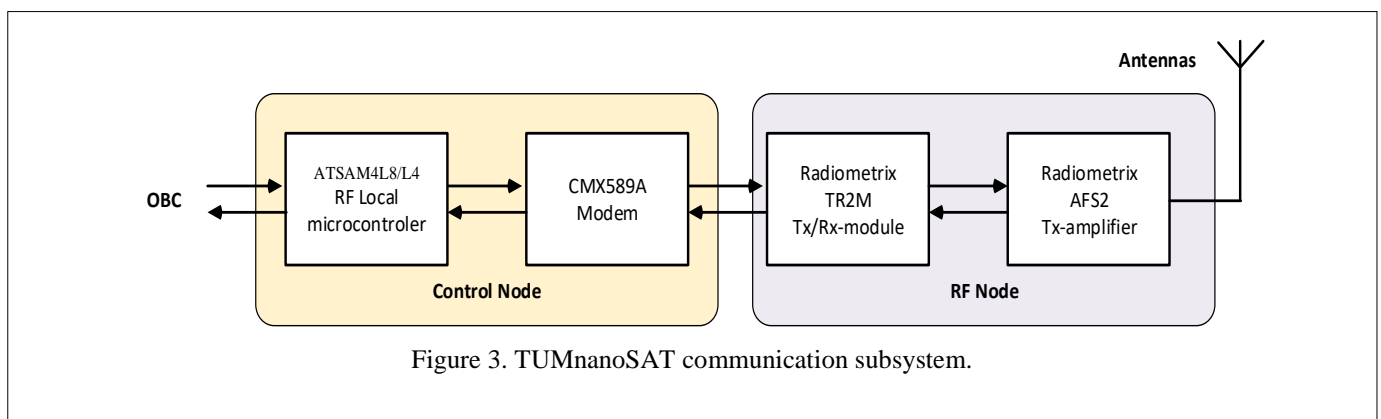 Antennas
OBC
ATSAM4L8/L4
RF Local
microcontroler
CMX589A
Modem
Control Node
Radiometrix
TR2M
Tx/Rx-module
Radiometrix
AFS2
Tx-amplifier
RF Node
Figure 3. TUMnanoSAT communication subsystem.